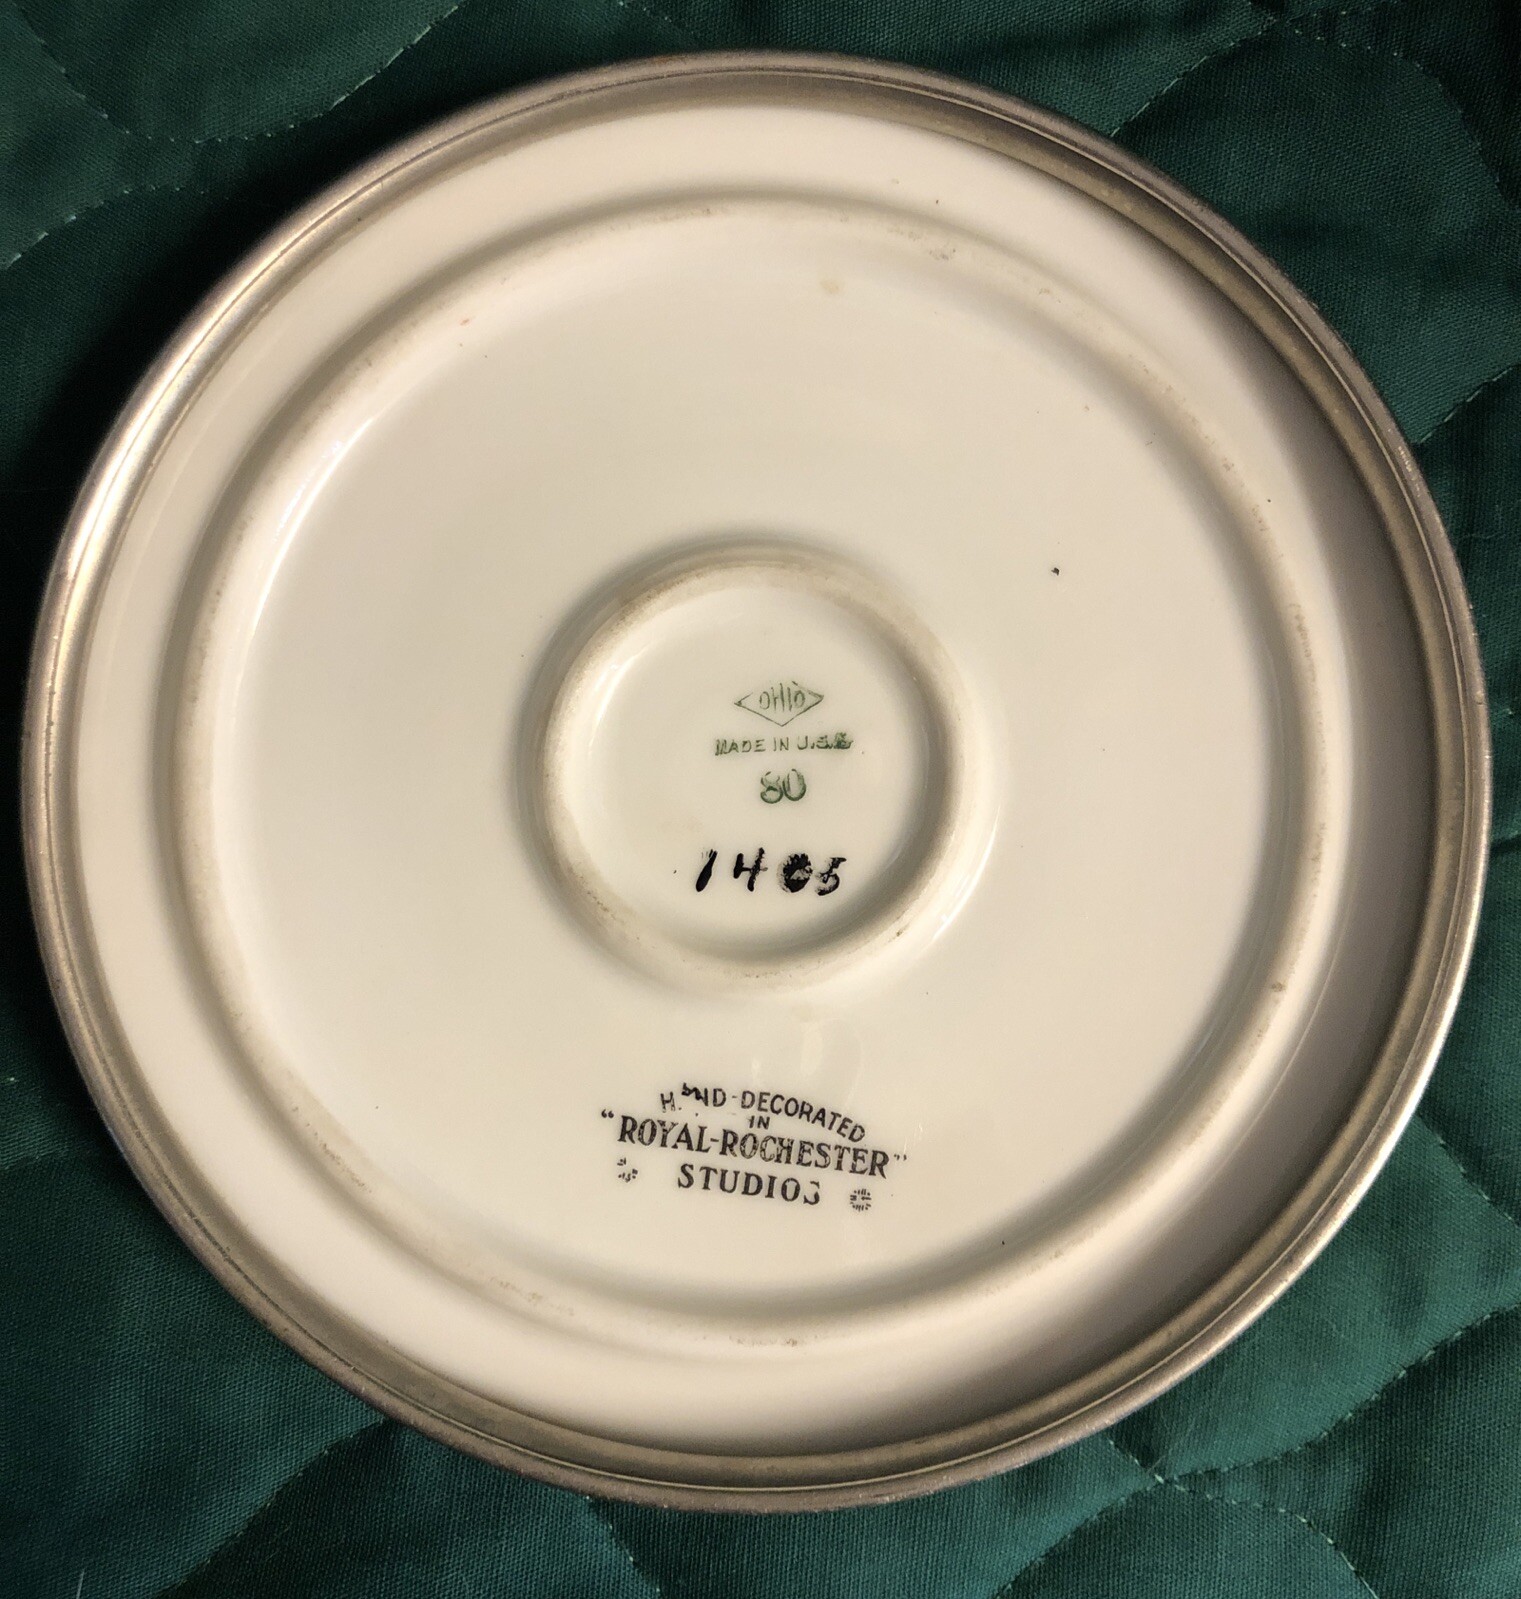 OHIO
MADE IN U.S.A.
80
1405
HAND-DECORATED
IN
"ROYAL-ROCHESTER"
STUDIOS